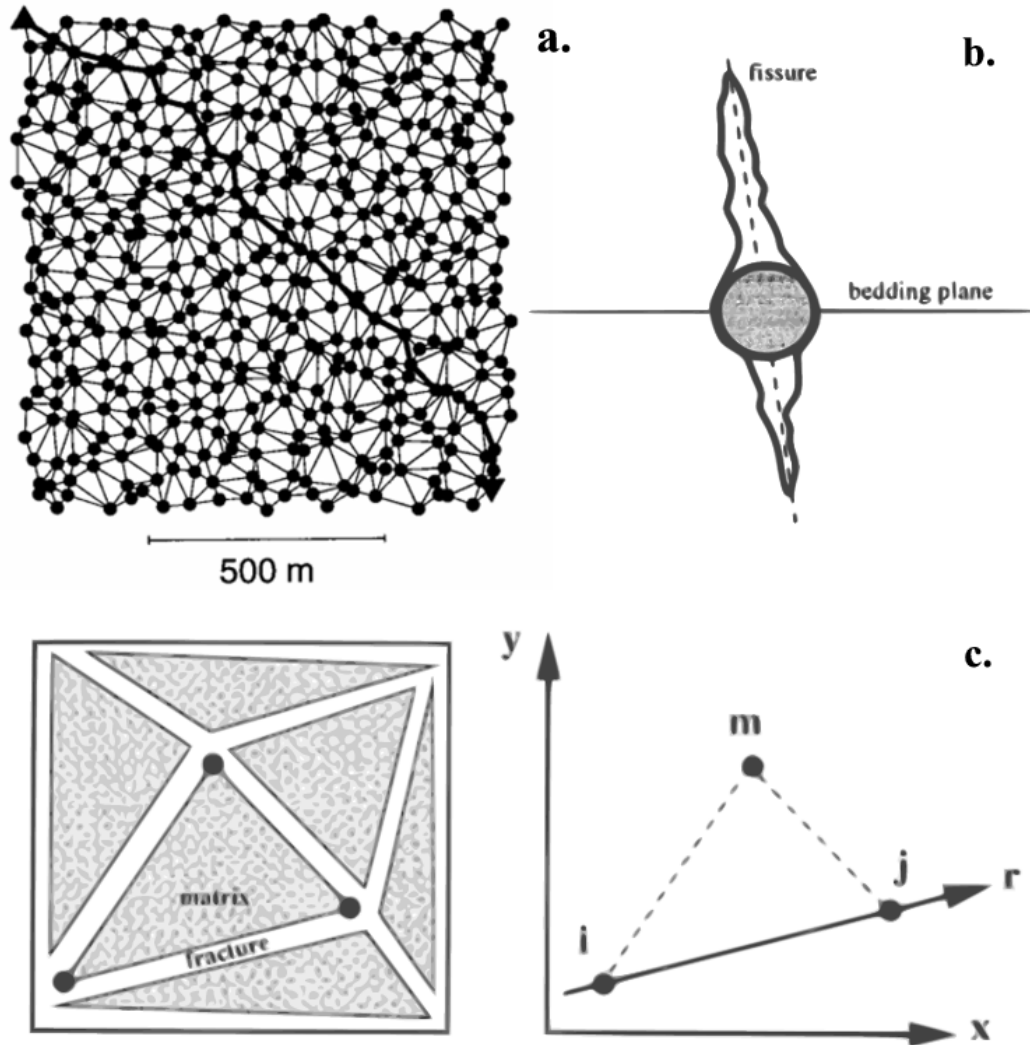 a.
b.
fissure
bedding plane
500 m
c.
y
m
j
r
i
x
matrix
fracture